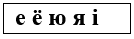 е ё ю я і